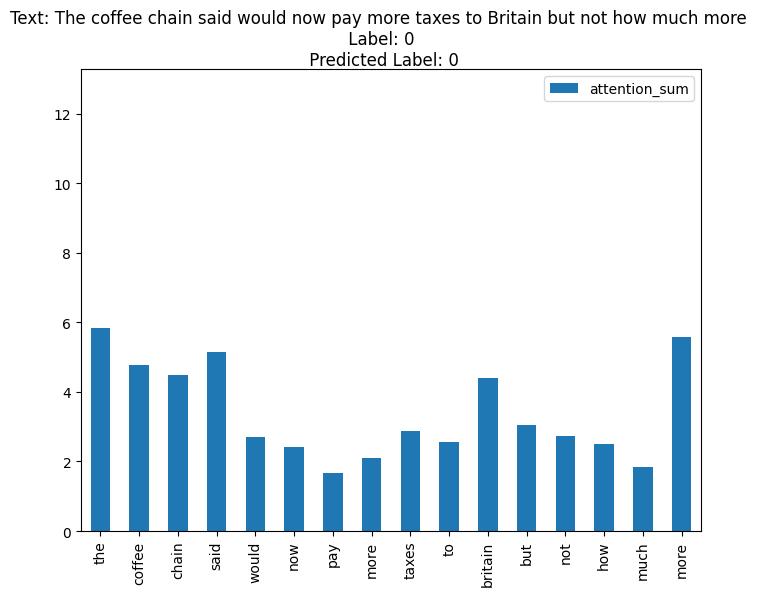 Text: The coffee chain said would now pay more taxes to Britain but not how much more
Label: 0
Predicted Label: 0
attention_sum
12
10
8
6
4
2
0
the
coffee
chain
said
would
now
pay
more
taxes
to
britain
but
not
how
much
more